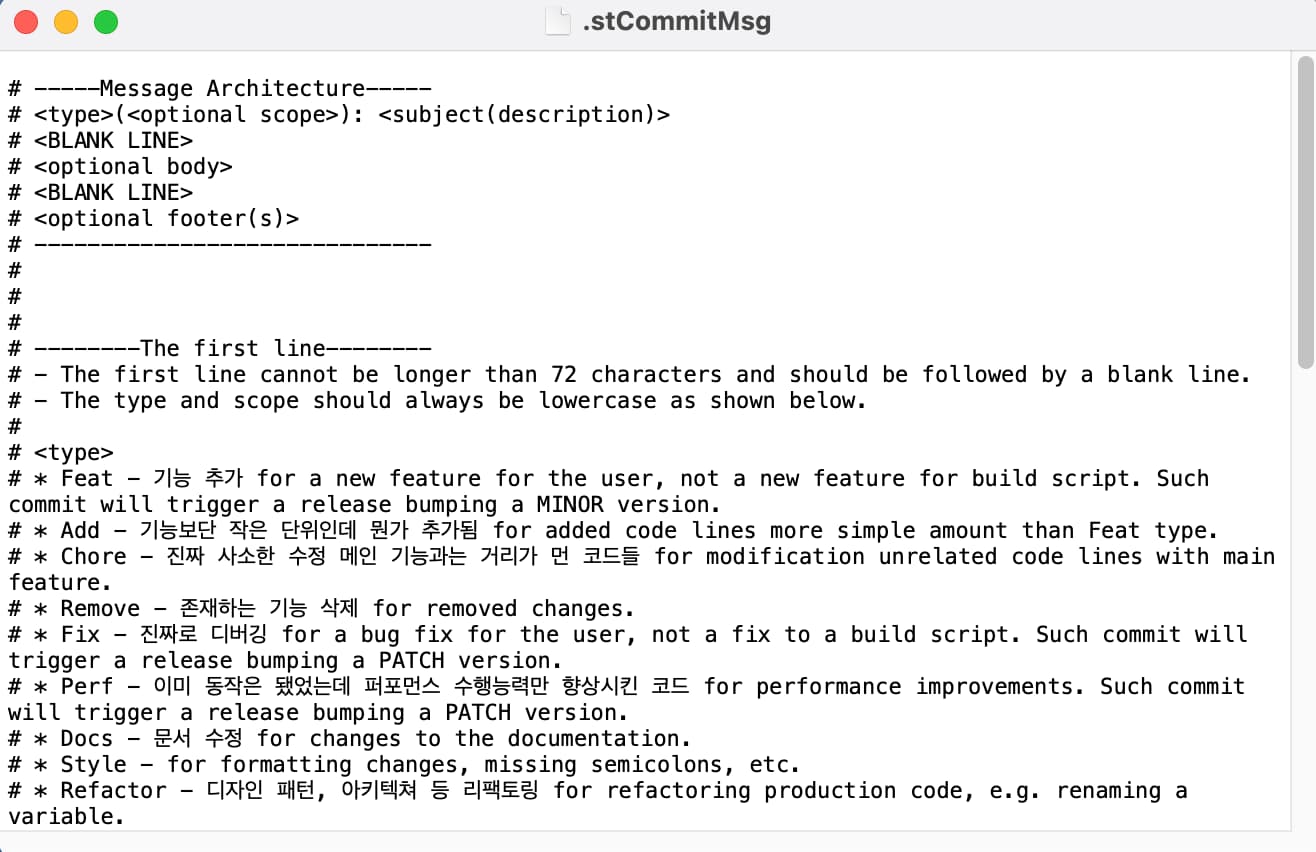 .stCommitMsg
# -----Message Architecture-----
# <type>(<optional scope>): <subject(description)>
# <BLANK LINE>
# <optional body>
# <BLANK LINE>
# <optional footer(s)>
# ------------------------------
#
#
#
# --------The first line--------
# - The first line cannot be longer than 72 characters and should be followed by a blank line.
# - The type and scope should always be lowercase as shown below.
#
# <type>
# * Feat - 기능 추가 for a new feature for the user, not a new feature for build script. Such
commit will trigger a release bumping a MINOR version.
# * Add - 기능보단 작은 단위인데 뭔가 추가됨 for added code lines more simple amount than Feat type.
# * Chore - 진짜 사소한 수정 메인 기능과는 거리가 먼 코드들 for modification unrelated code lines with main
feature.
# * Remove - 존재하는 기능 삭제 for removed changes.
# * Fix - 진짜로 디버깅 for a bug fix for the user, not a fix to a build script. Such commit will
trigger a release bumping a PATCH version.
# * Perf - 이미 동작은 됐었는데 퍼포먼스 수행능력만 향상시킨 코드 for performance improvements. Such commit
will trigger a release bumping a PATCH version.
# * Docs - 문서 수정 for changes to the documentation.
# * Style - for formatting changes, missing semicolons, etc.
# * Refactor - 디자인 패턴, 아키텍쳐 등 리팩토링 for refactoring production code, e.g. renaming a
variable.